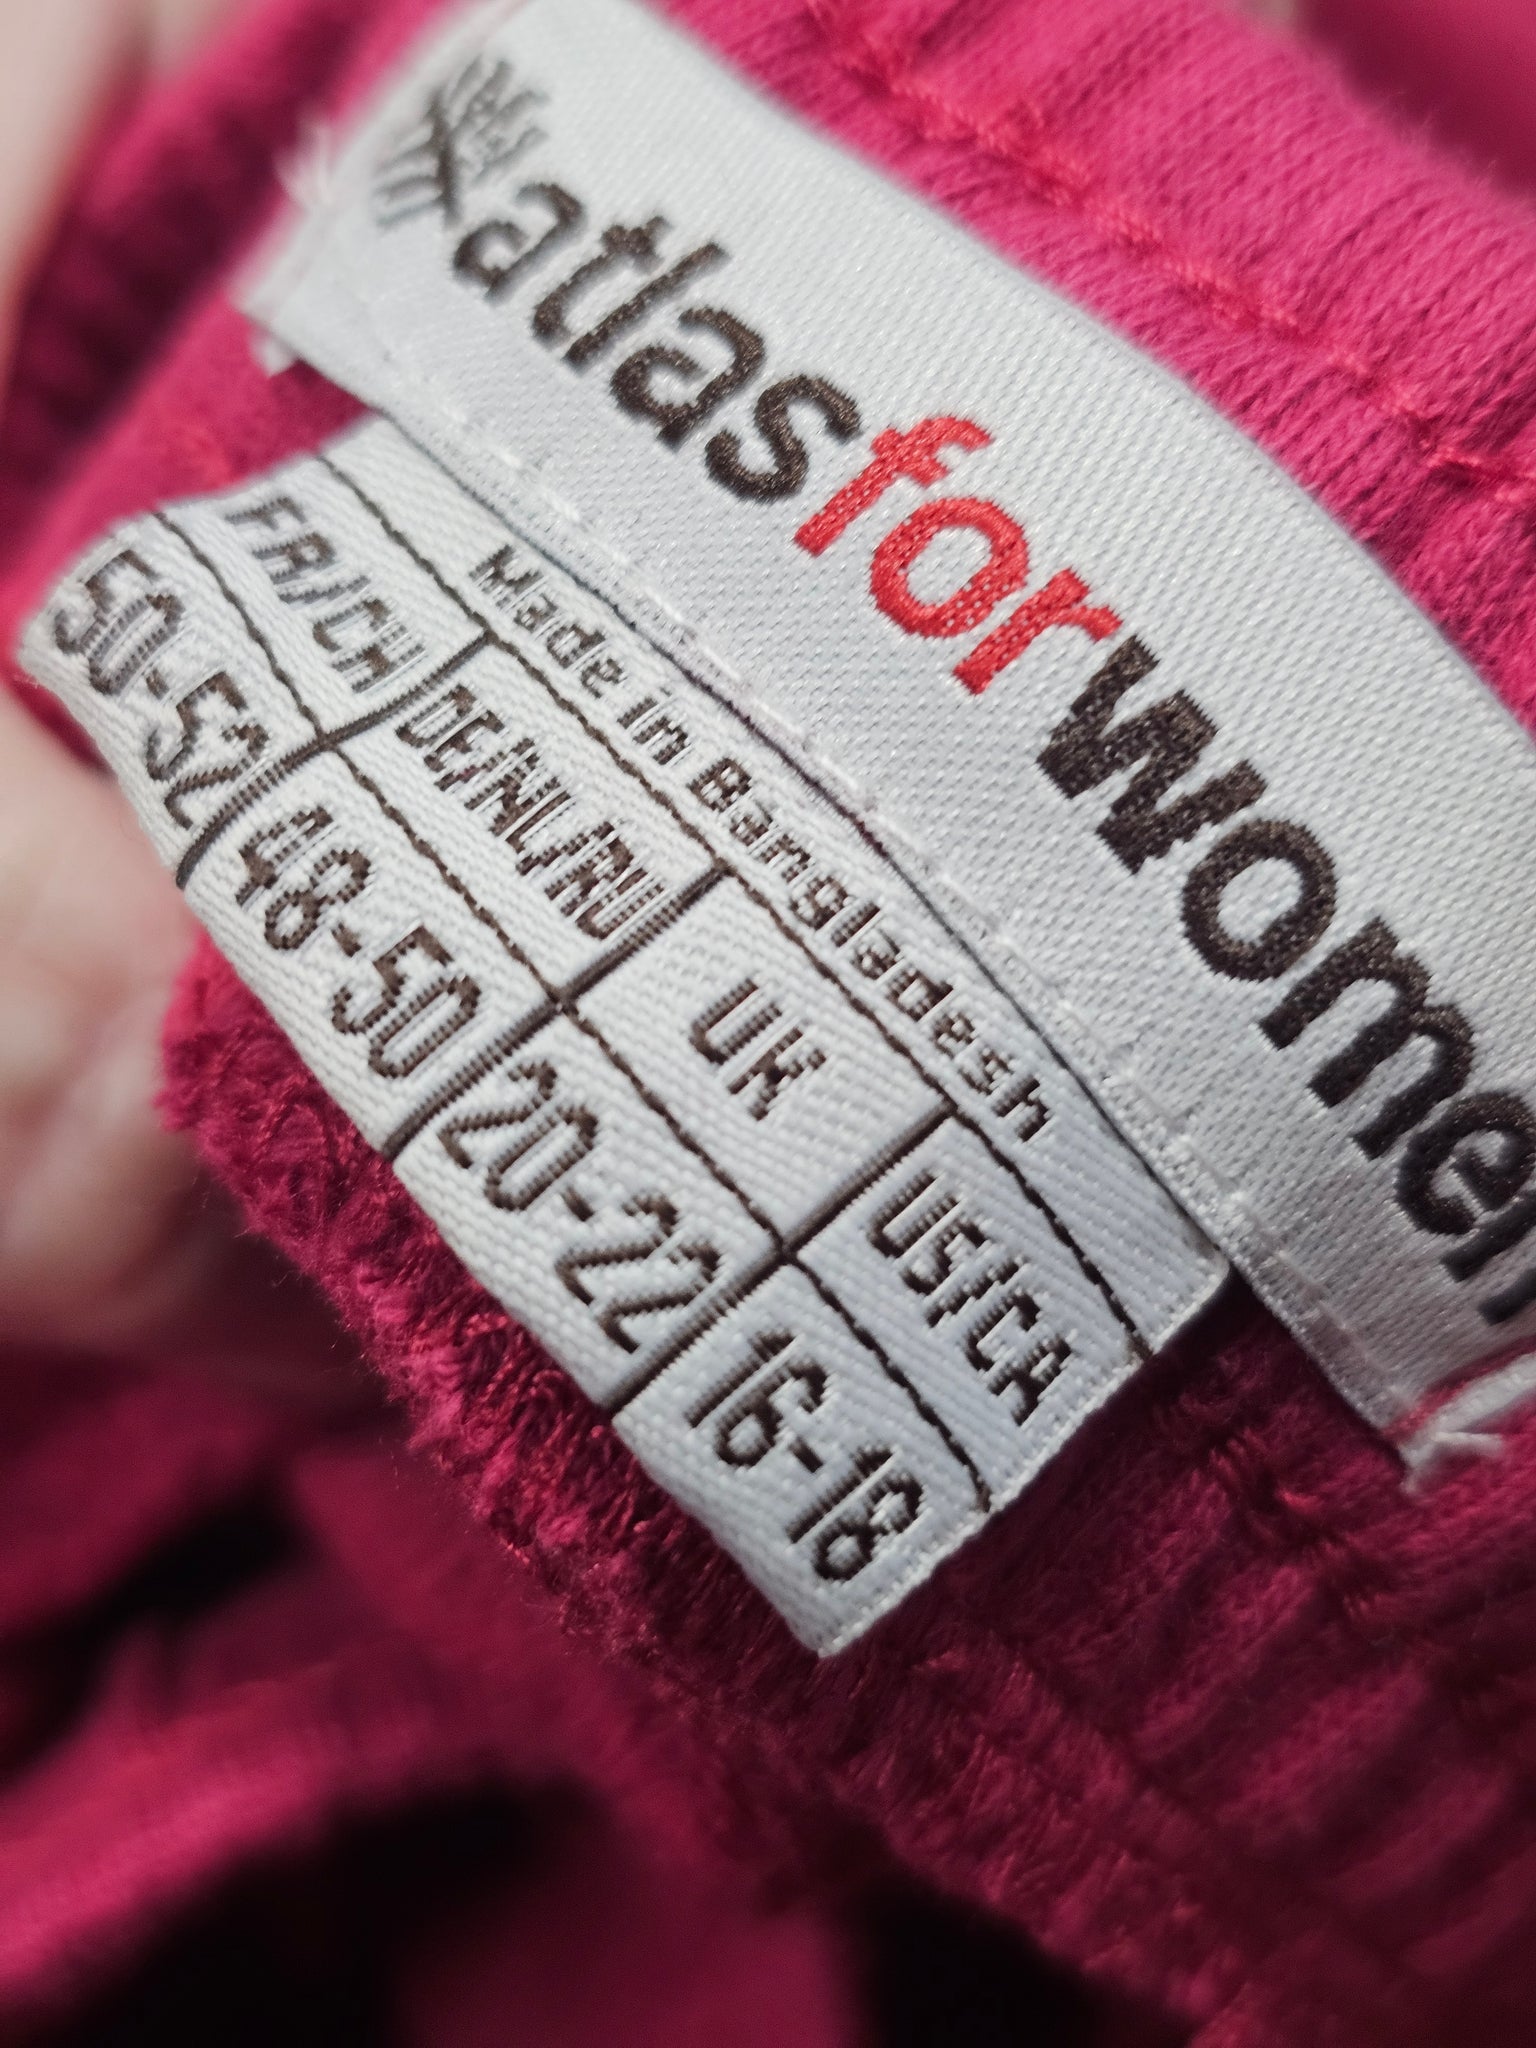 atlasforwomen
Made in Bangladesh
FR/CH DE/NL/RU UK US/CA
50-52 48-50 20-22 16-18